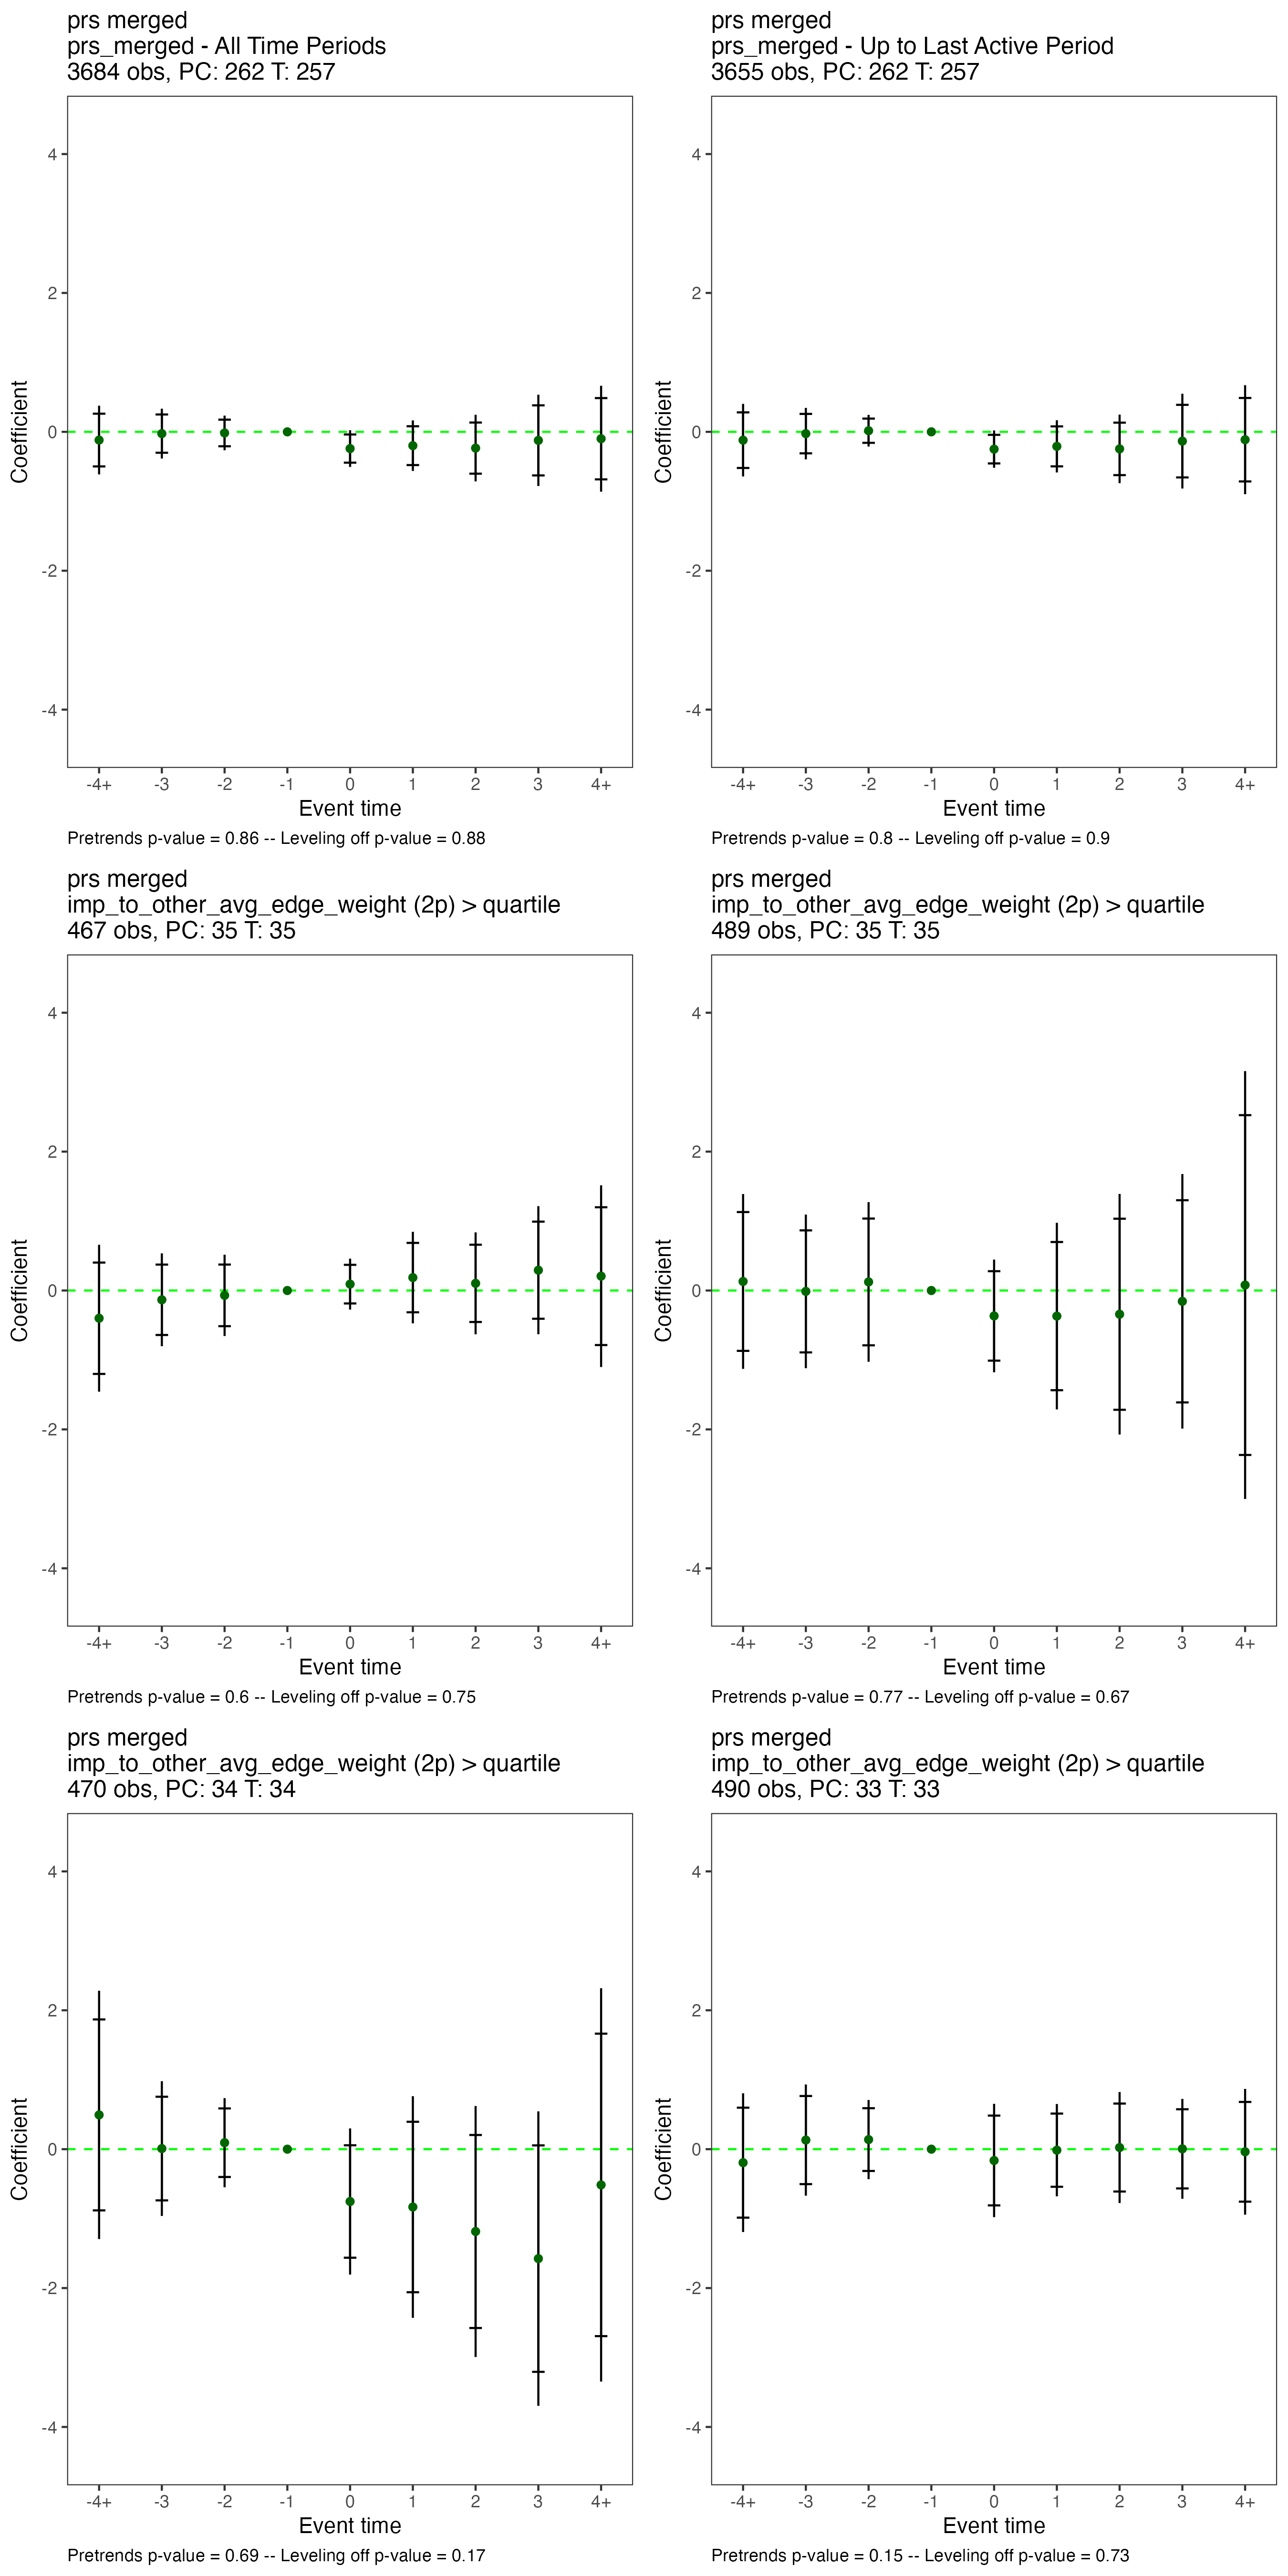 prs merged
prs_merged - All Time Periods
3684 obs, PC: 262 T: 257
4
2
0
-2
-4
Coefficient
-4+ -3 -2 -1 0 1 2 3 4+
Event time
Pretrends p-value = 0.86 -- Leveling off p-value = 0.88
prs merged
prs_merged - Up to Last Active Period
3655 obs, PC: 262 T: 257
4
2
0
-2
-4
Coefficient
-4+ -3 -2 -1 0 1 2 3 4+
Event time
Pretrends p-value = 0.8 -- Leveling off p-value = 0.9
prs merged
imp_to_other_avg_edge_weight (2p) > quartile
467 obs, PC: 35 T: 35
4
2
0
-2
-4
Coefficient
-4+ -3 -2 -1 0 1 2 3 4+
Event time
Pretrends p-value = 0.6 -- Leveling off p-value = 0.75
prs merged
imp_to_other_avg_edge_weight (2p) > quartile
489 obs, PC: 35 T: 35
4
2
0
-2
-4
Coefficient
-4+ -3 -2 -1 0 1 2 3 4+
Event time
Pretrends p-value = 0.77 -- Leveling off p-value = 0.67
prs merged
imp_to_other_avg_edge_weight (2p) > quartile
470 obs, PC: 34 T: 34
4
2
0
-2
-4
Coefficient
-4+ -3 -2 -1 0 1 2 3 4+
Event time
Pretrends p-value = 0.69 -- Leveling off p-value = 0.17
prs merged
imp_to_other_avg_edge_weight (2p) > quartile
490 obs, PC: 33 T: 33
4
2
0
-2
-4
Coefficient
-4+ -3 -2 -1 0 1 2 3 4+
Event time
Pretrends p-value = 0.15 -- Leveling off p-value = 0.73